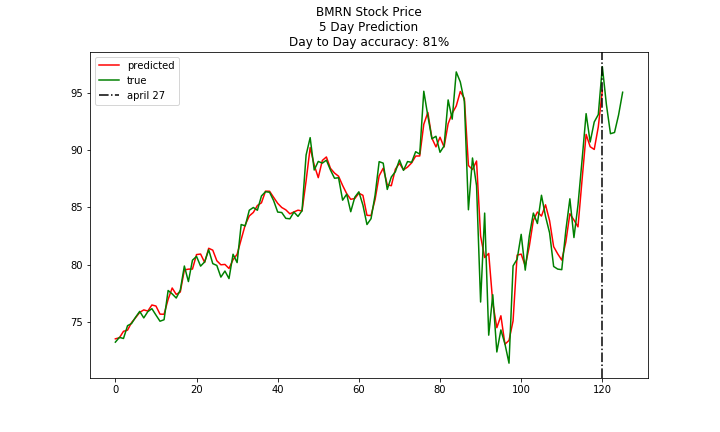 BMRN Stock Price
5 Day Prediction
Day to Day accuracy: 81%
predicted
true
april 27
95
90
85
80
75
0 20 40 60 80 100 120